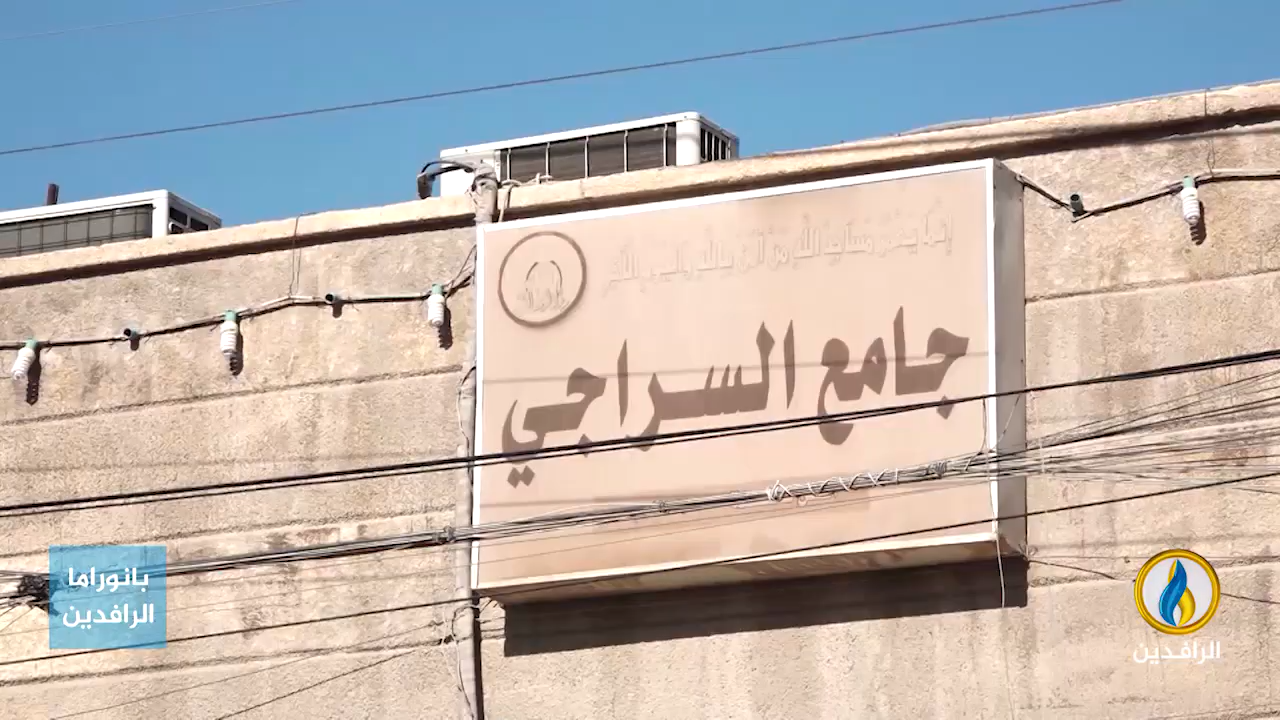 إنما يعمر مساجد الله من آمن بالله واليوم الآخر
جامع السراجي
بانوراما
الرافدين
الرافدين